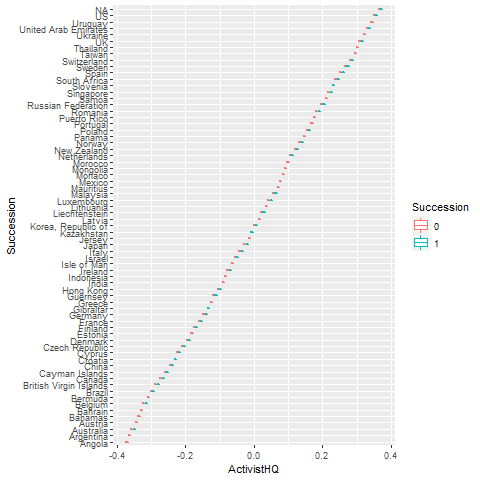 NA
US
Uruguay
United Arab Emirates
Ukraine
UK
Thailand
Taiwan
Switzerland
Sweden
Spain
South Africa
Slovenia
Singapore
Samoa
Russian Federation
Romania
Puerto Rico
Portugal
Poland
Panama
Norway
New Zealand
Netherlands
Morocco
Mongolia
Monaco
Mexico
Mauritius
Malaysia
Luxembourg
Lithuania
Liechtenstein
Latvia
Korea, Republic of
Kazakhstan
Jersey
Japan
Italy
Israel
Isle of Man
Ireland
Indonesia
India
Hong Kong
Guernsey
Greece
Gibraltar
Germany
France
Finland
Estonia
Denmark
Czech Republic
Cyprus
Croatia
China
Cayman Islands
Canada
British Virgin Islands
Brazil
Bermuda
Belgium
Bahrain
Bahamas
Austria
Australia
Argentina
Angola
Succession
-0.4 -0.2 0.0 0.2 0.4
ActivistHQ
Succession
0
1